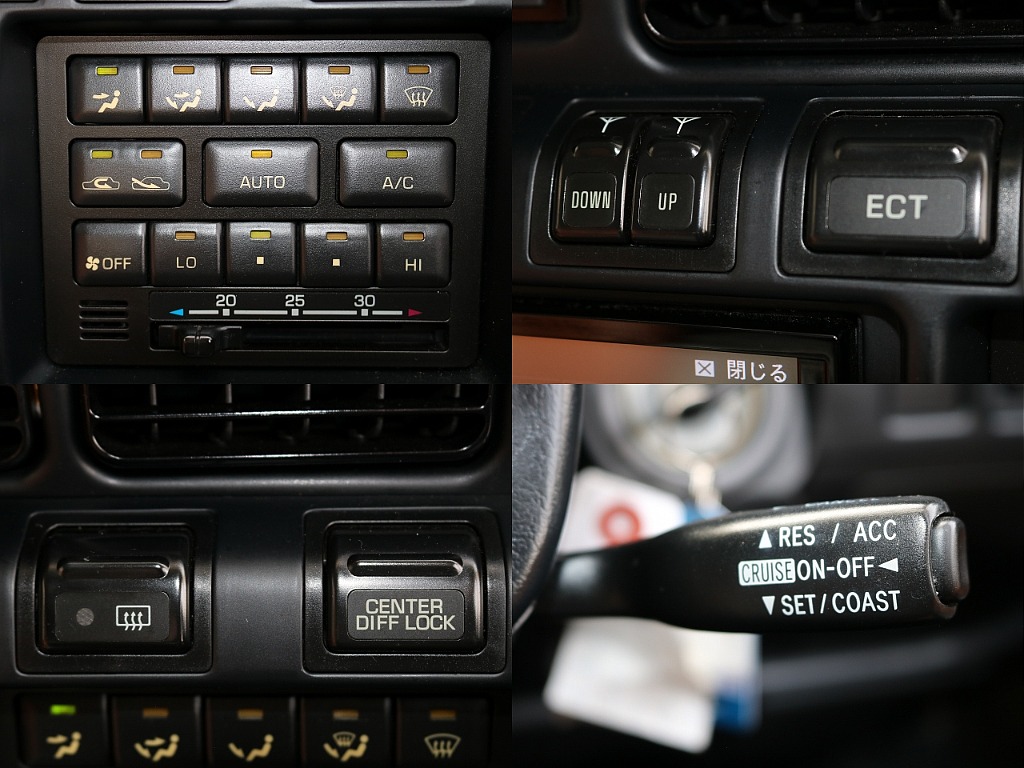 AUTO
A/C
OFF
LO
HI
20 25 30
DOWN
UP
ECT
閉じる
CENTER
DIFF LOCK
▲RES / ACC
CRUISE ON-OFF◀
▼SET/COAST